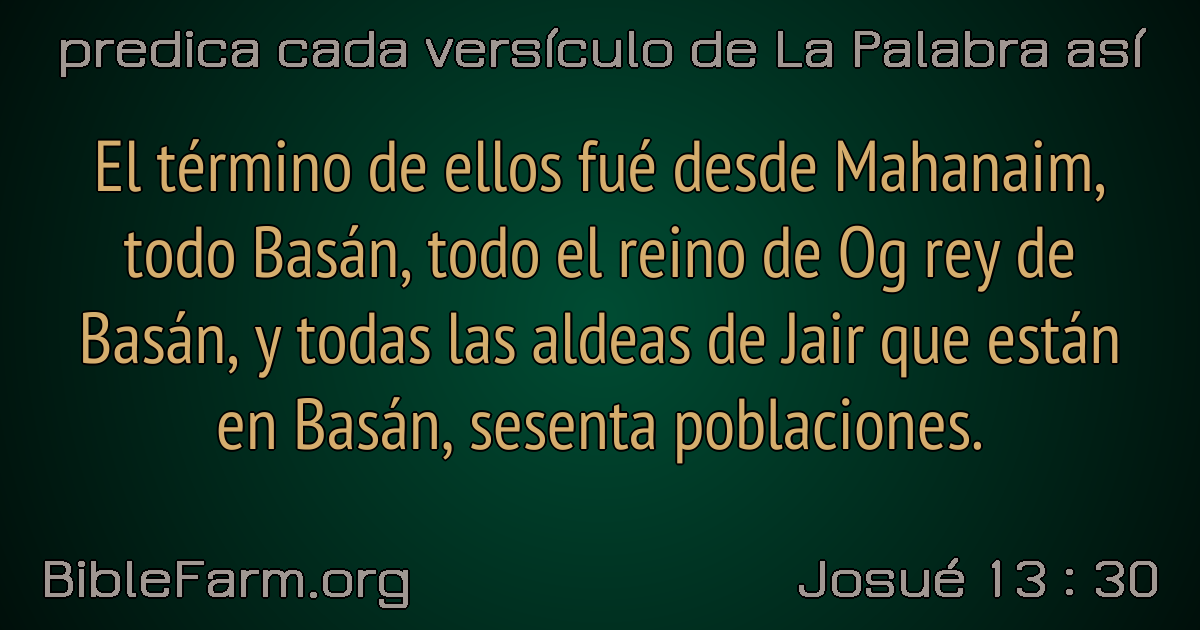 predica cada versículo de La Palabra así
El término de ellos fué desde Mahanaim,
todo Basán, todo el reino de Og rey de
Basán, y todas las aldeas de Jair que están
en Basán, sesenta poblaciones.
BibleFarm.org
Josué 13 : 30